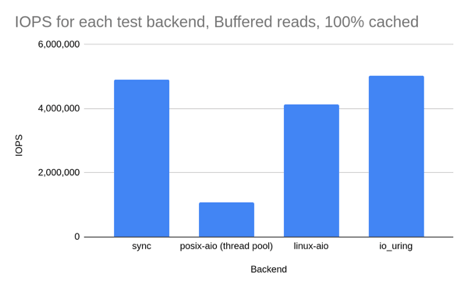 IOPS for each test backend, Buffered reads, 100% cached
6,000,000
4,000,000
2,000,000
0
IOPS
sync
posix-aio (thread pool)
linux-aio
io_uring
Backend